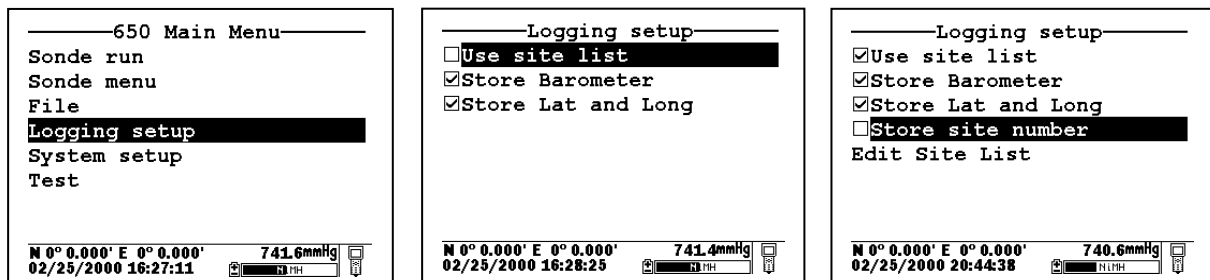 650 Main Menu
Sonde run
Sonde menu
File
Logging setup
System setup
Test
N 0° 0.000' E 0° 0.000' 741.6mmHg
02/25/2000 16:27:11 NiMH
Logging setup
Use site list
Store Barometer
Store Lat and Long
N 0° 0.000' E 0° 0.000' 741.4mmHg
02/25/2000 16:28:25 NiMH
Logging setup
Use site list
Store Barometer
Store Lat and Long
Store site number
Edit Site List
N 0° 0.000' E 0° 0.000' 740.6mmHg
02/25/2000 20:44:38 NiMH